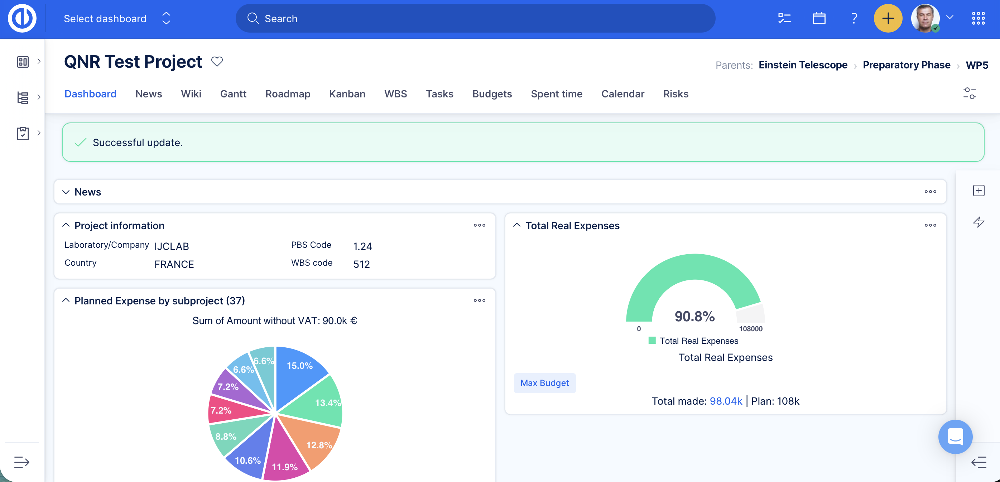 Select dashboard
Search
?
QNR Test Project
Parents: Einstein Telescope › Preparatory Phase › WP5
Dashboard News Wiki Gantt Roadmap Kanban WBS Tasks Budgets Spent time Calendar Risks
Successful update.
News
Project information
Laboratory/Company IJCLAB PBS Code 1.24
Country FRANCE WBS code 512
Planned Expense by subproject (37)
Sum of Amount without VAT: 90.0k €
15.0%
13.4%
12.8%
11.9%
10.6%
8.8%
7.2%
7.2%
6.6%
6.6%
Total Real Expenses
90.8%
0 108000
Total Real Expenses
Total Real Expenses
Max Budget
Total made: 98.04k | Plan: 108k